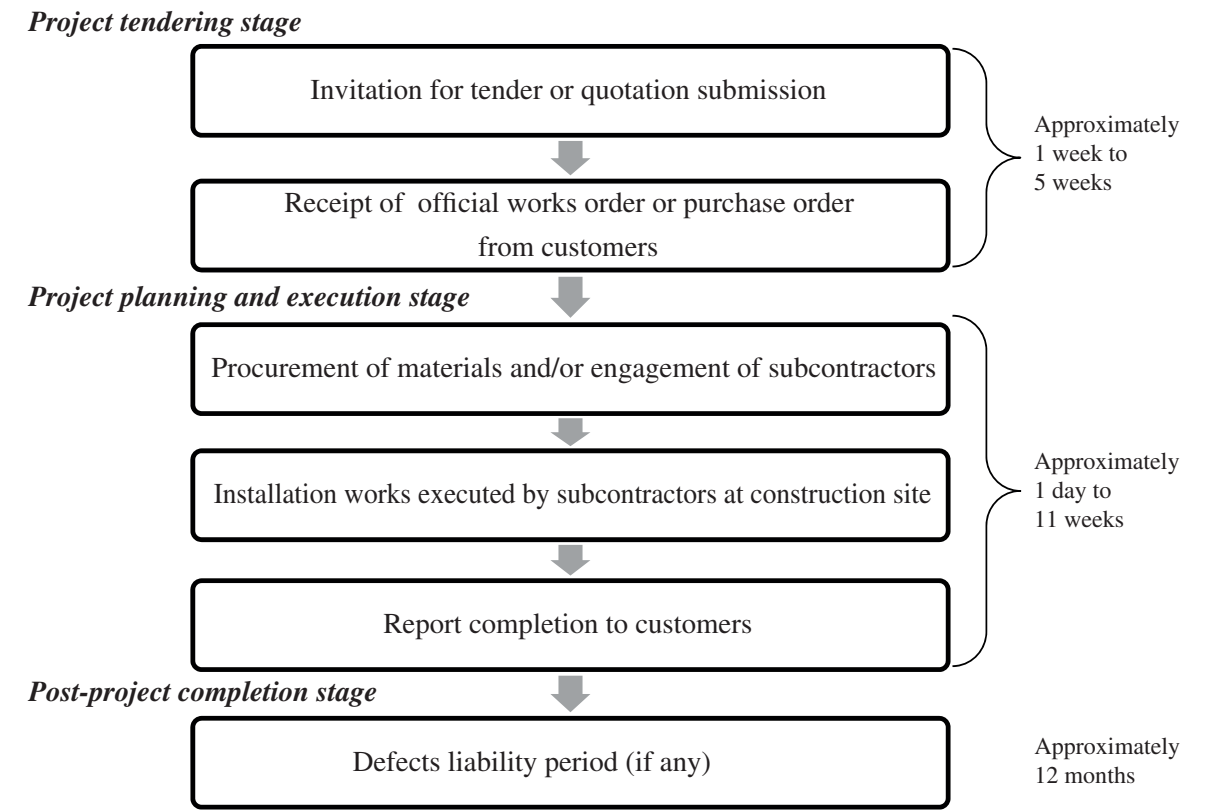 Project tendering stage
Invitation for tender or quotation submission
Approximately
1 week to
5 weeks
Receipt of official works order or purchase order
from customers
Project planning and execution stage
Procurement of materials and/or engagement of subcontractors
Installation works executed by subcontractors at construction site
Approximately
1 day to
11 weeks
Report completion to customers
Post-project completion stage
Defects liability period (if any)
Approximately
12 months